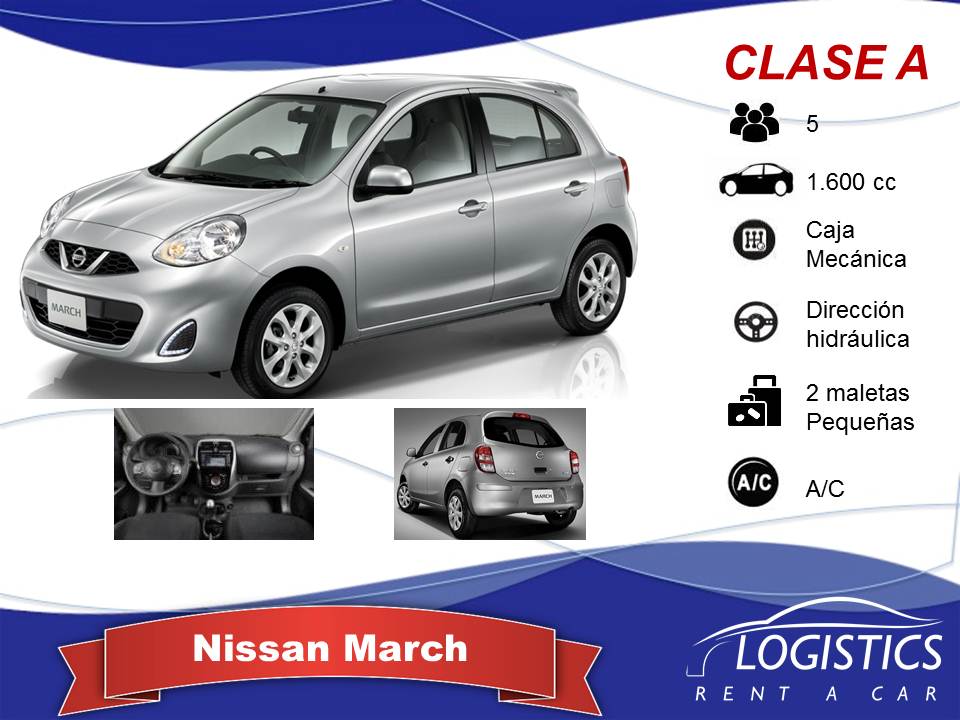 CLASE A
5
1.600 cc
Caja
Mecánica
Dirección
hidráulica
2 maletas
Pequeñas
A/C
A/C
MARCH
MARCH
Nissan March
LOGISTICS
RENT A CAR